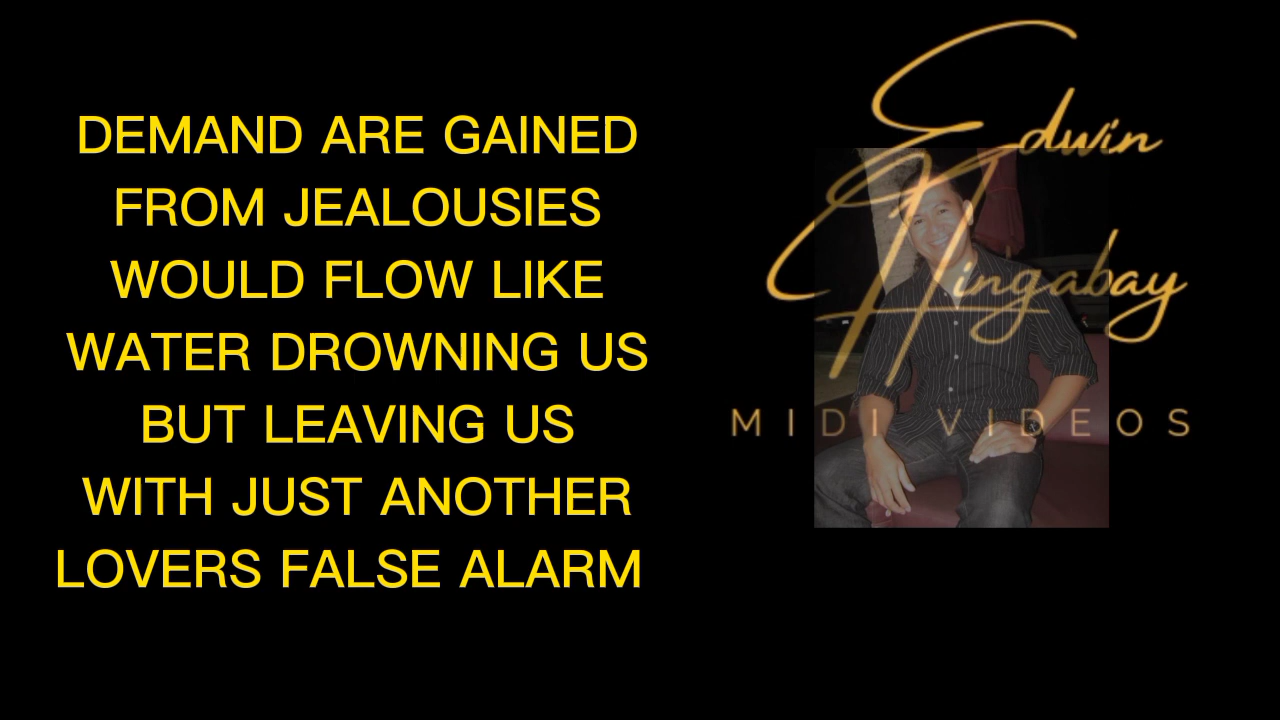 DEMAND ARE GAINED
FROM JEALOUSIES
WOULD FLOW LIKE
WATER DROWNING US
BUT LEAVING US
WITH JUST ANOTHER
LOVERS FALSE ALARM
Edwin
Hingabay
MIDI VIDEOS